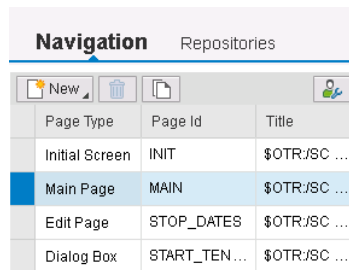 Navigation Repositories
New
Page Type Page Id Title
Initial Screen INIT $OTR:/SC ...
Main Page MAIN $OTR:/SC ...
Edit Page STOP_DATES $OTR:/SC ...
Dialog Box START_TEN... $OTR:/SC ...